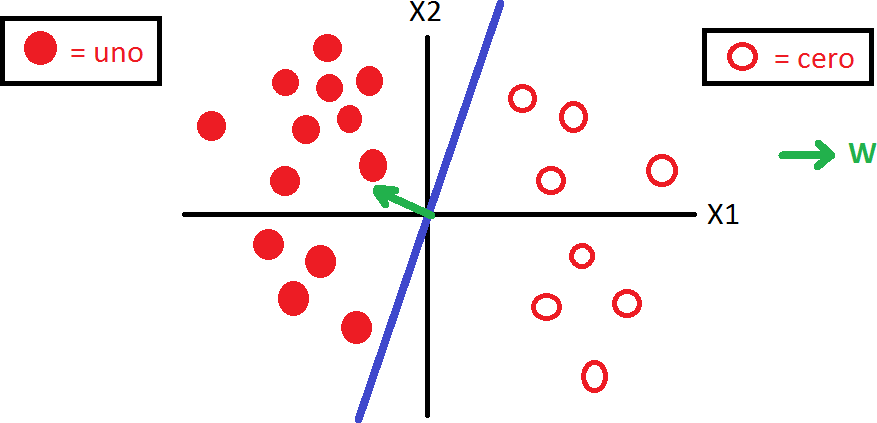 X2
= uno
= cero
W
X1